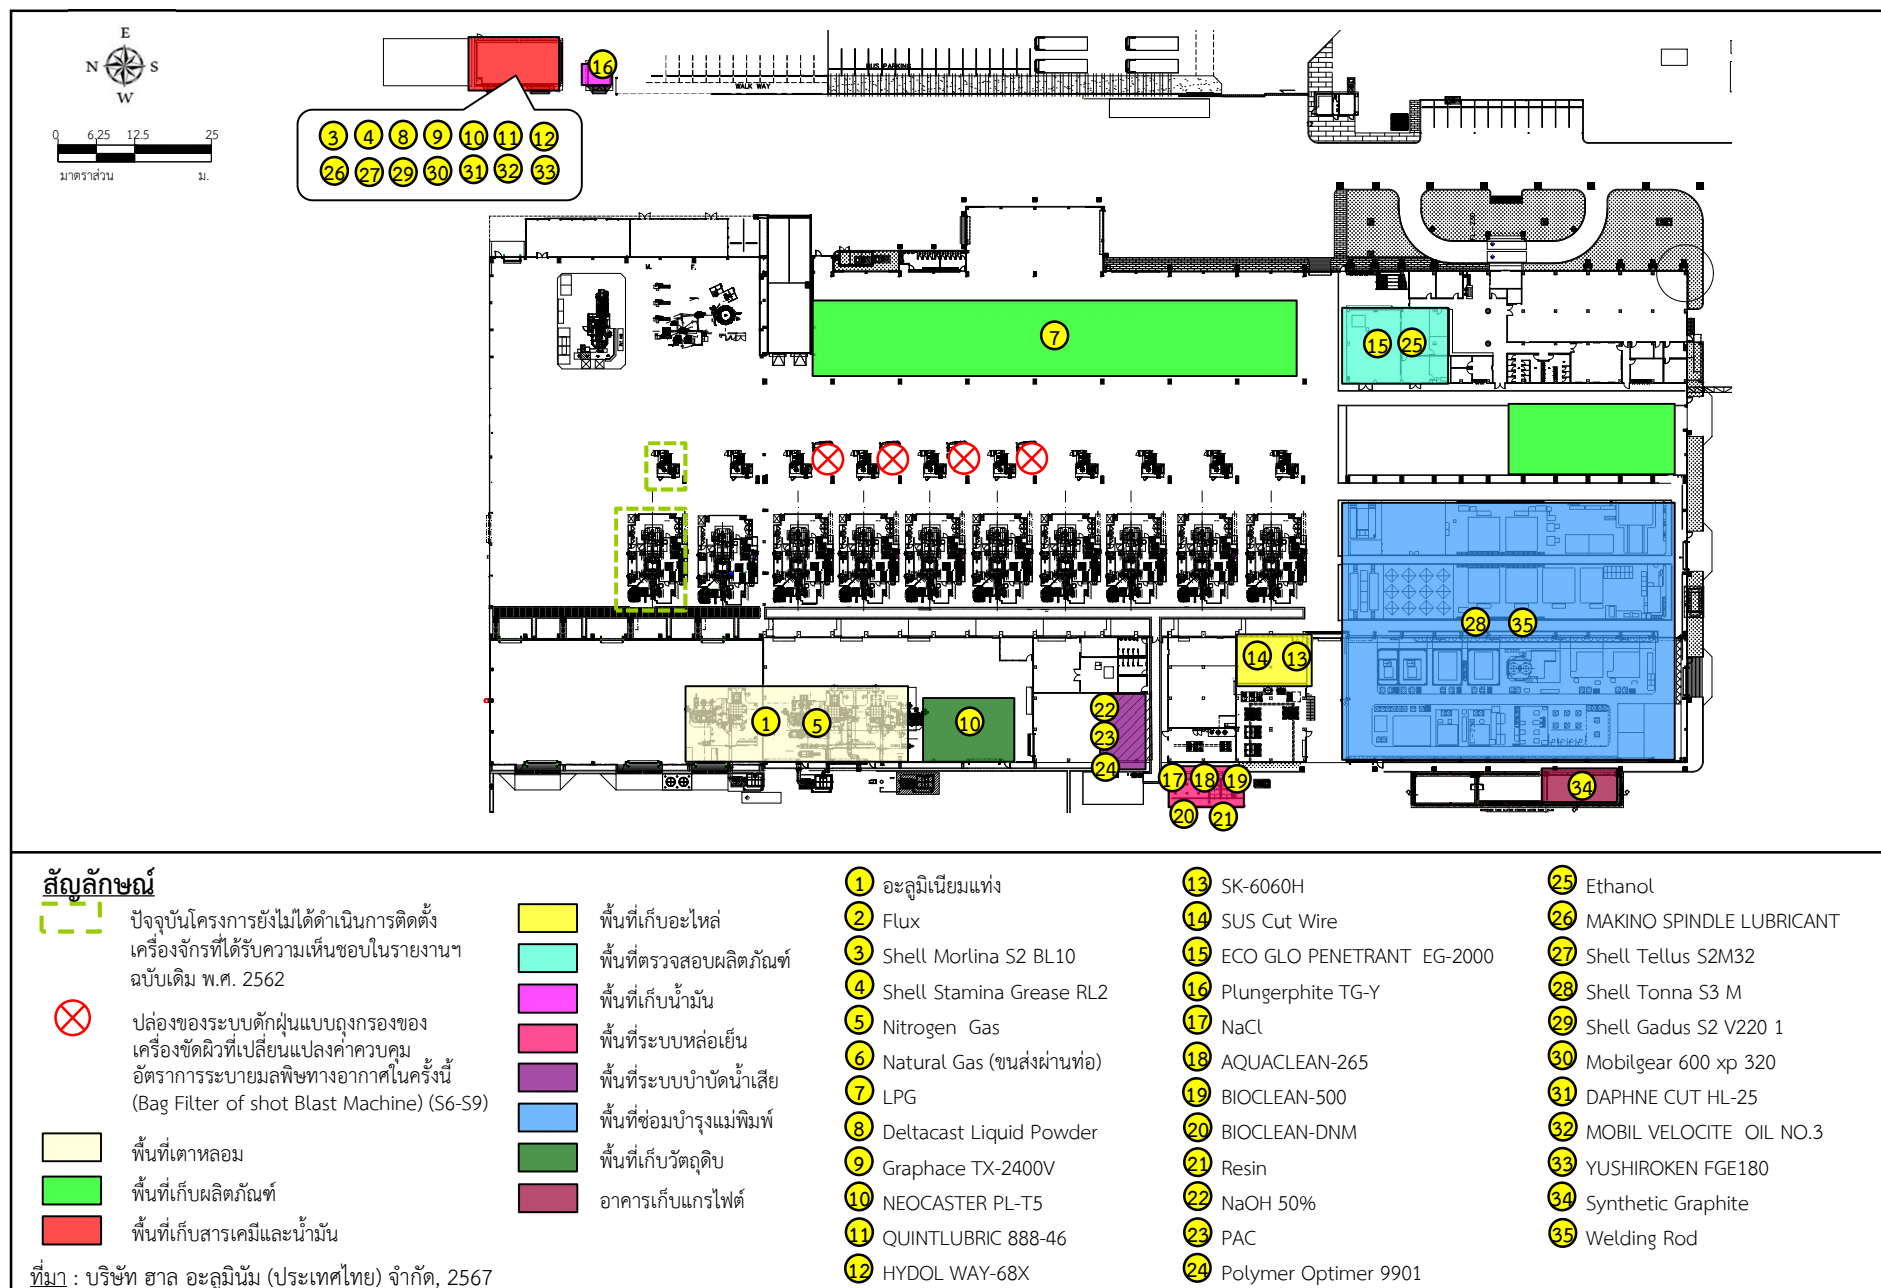 E
N S
W
0 6.25 12.5 25
มาตราส่วน ม.
16
BUS PARKING
WALK WAY
3 4 8 9 10 11 12
26 27 29 30 31 32 33
M. F.
7
15 25
28 35
14 13
1 5 10
22
23
24
17 18 19
20 21
34
สัญลักษณ์
ปัจจุบันโครงการยังไม่ได้ดำเนินการติดตั้ง
เครื่องจักรที่ได้รับความเห็นชอบในรายงานฯ
ฉบับเดิม พ.ศ. 2562
ปล่องของระบบดักฝุ่นแบบถุงกรองของ
เครื่องขัดผิวที่เปลี่ยนแปลงค่าควบคุม
อัตราการระบายมลพิษทางอากาศในครั้งนี้
(Bag Filter of shot Blast Machine) (S6-S9)
พื้นที่เตาหลอม
พื้นที่เก็บผลิตภัณฑ์
พื้นที่เก็บสารเคมีและน้ำมัน
พื้นที่เก็บอะไหล่
พื้นที่ตรวจสอบผลิตภัณฑ์
พื้นที่เก็บน้ำมัน
พื้นที่ระบบหล่อเย็น
พื้นที่ระบบบำบัดน้ำเสีย
พื้นที่ซ่อมบำรุงแม่พิมพ์
พื้นที่เก็บวัตถุดิบ
อาคารเก็บแกรไฟต์
1 อะลูมิเนียมแท่ง
2 Flux
3 Shell Morlina S2 BL10
4 Shell Stamina Grease RL2
5 Nitrogen Gas
6 Natural Gas (ขนส่งผ่านท่อ)
7 LPG
8 Deltacast Liquid Powder
9 Graphace TX-2400V
10 NEOCASTER PL-T5
11 QUINTLUBRIC 888-46
12 HYDOL WAY-68X
13 SK-6060H
14 SUS Cut Wire
15 ECO GLO PENETRANT EG-2000
16 Plungerphite TG-Y
17 NaCl
18 AQUACLEAN-265
19 BIOCLEAN-500
20 BIOCLEAN-DNM
21 Resin
22 NaOH 50%
23 PAC
24 Polymer Optimer 9901
25 Ethanol
26 MAKINO SPINDLE LUBRICANT
27 Shell Tellus S2M32
28 Shell Tonna S3 M
29 Shell Gadus S2 V220 1
30 Mobilgear 600 xp 320
31 DAPHNE CUT HL-25
32 MOBIL VELOCITE OIL NO.3
33 YUSHIROKEN FGE180
34 Synthetic Graphite
35 Welding Rod
ที่มา : บริษัท ฮาล อะลูมินัม (ประเทศไทย) จำกัด, 2567